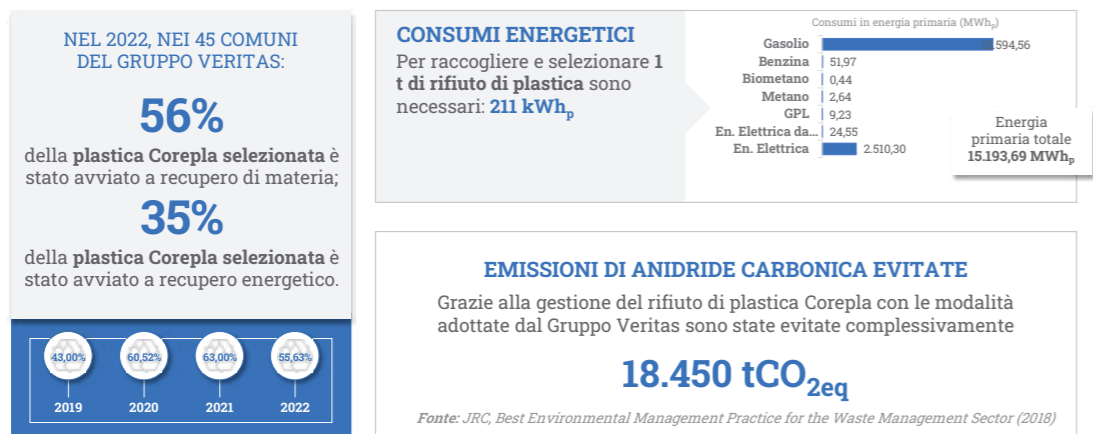 NEL 2022, NEI 45 COMUNI
DEL GRUPPO VERITAS:
56%
della plastica Corepla selezionata è
stato avviato a recupero di materia;
35%
della plastica Corepla selezionata è
stato avviato a recupero energetico.
43,00%
60,52%
63,00%
55,63%
2019
2020
2021
2022
CONSUMI ENERGETICI
Per raccogliere e selezionare 1
t di rifiuto di plastica sono
necessari: 211 kWhp
Consumi in energia primaria (MWhp)
Gasolio
Benzina 51,97
Biometano 0,44
Metano 2,64
GPL 9,23
En. Elettrica da... 24,55
En. Elettrica 2.510,30
Energia
primaria totale
15.193,69 MWhp
EMISSIONI DI ANIDRIDE CARBONICA EVITATE
Grazie alla gestione del rifiuto di plastica Corepla con le modalità
adottate dal Gruppo Veritas sono state evitate complessivamente
18.450 tCO2eq
Fonte: JRC, Best Environmental Management Practice for the Waste Management Sector (2018)